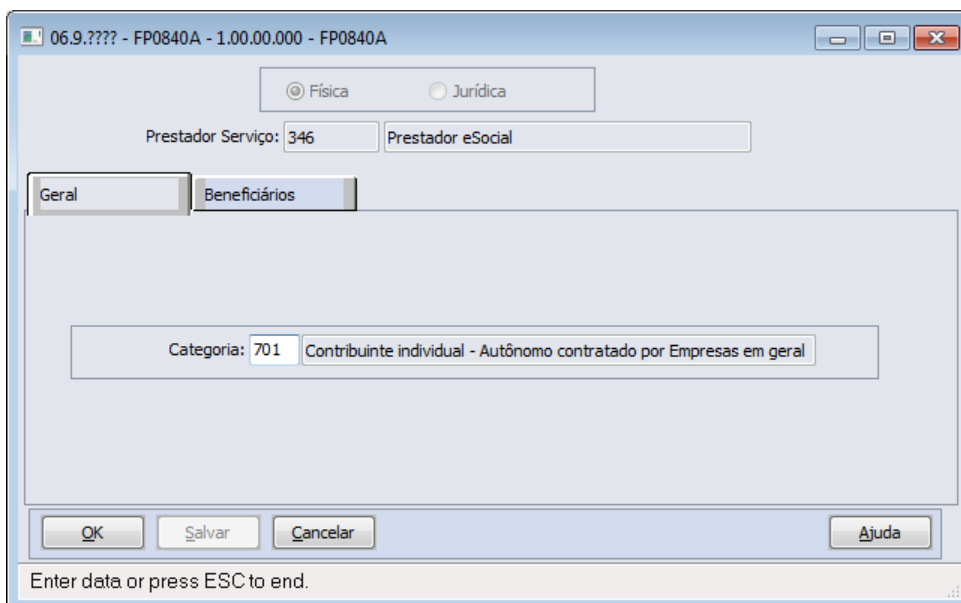 06.9.???? - FP0840A - 1.00.00.000 - FP0840A
Física Jurídica
Prestador Serviço: 346 Prestador eSocial
Geral Beneficiários
Categoria: 701 Contribuinte individual - Autônomo contratado por Empresas em geral
OK Salvar Cancelar Ajuda
Enter data or press ESC to end.